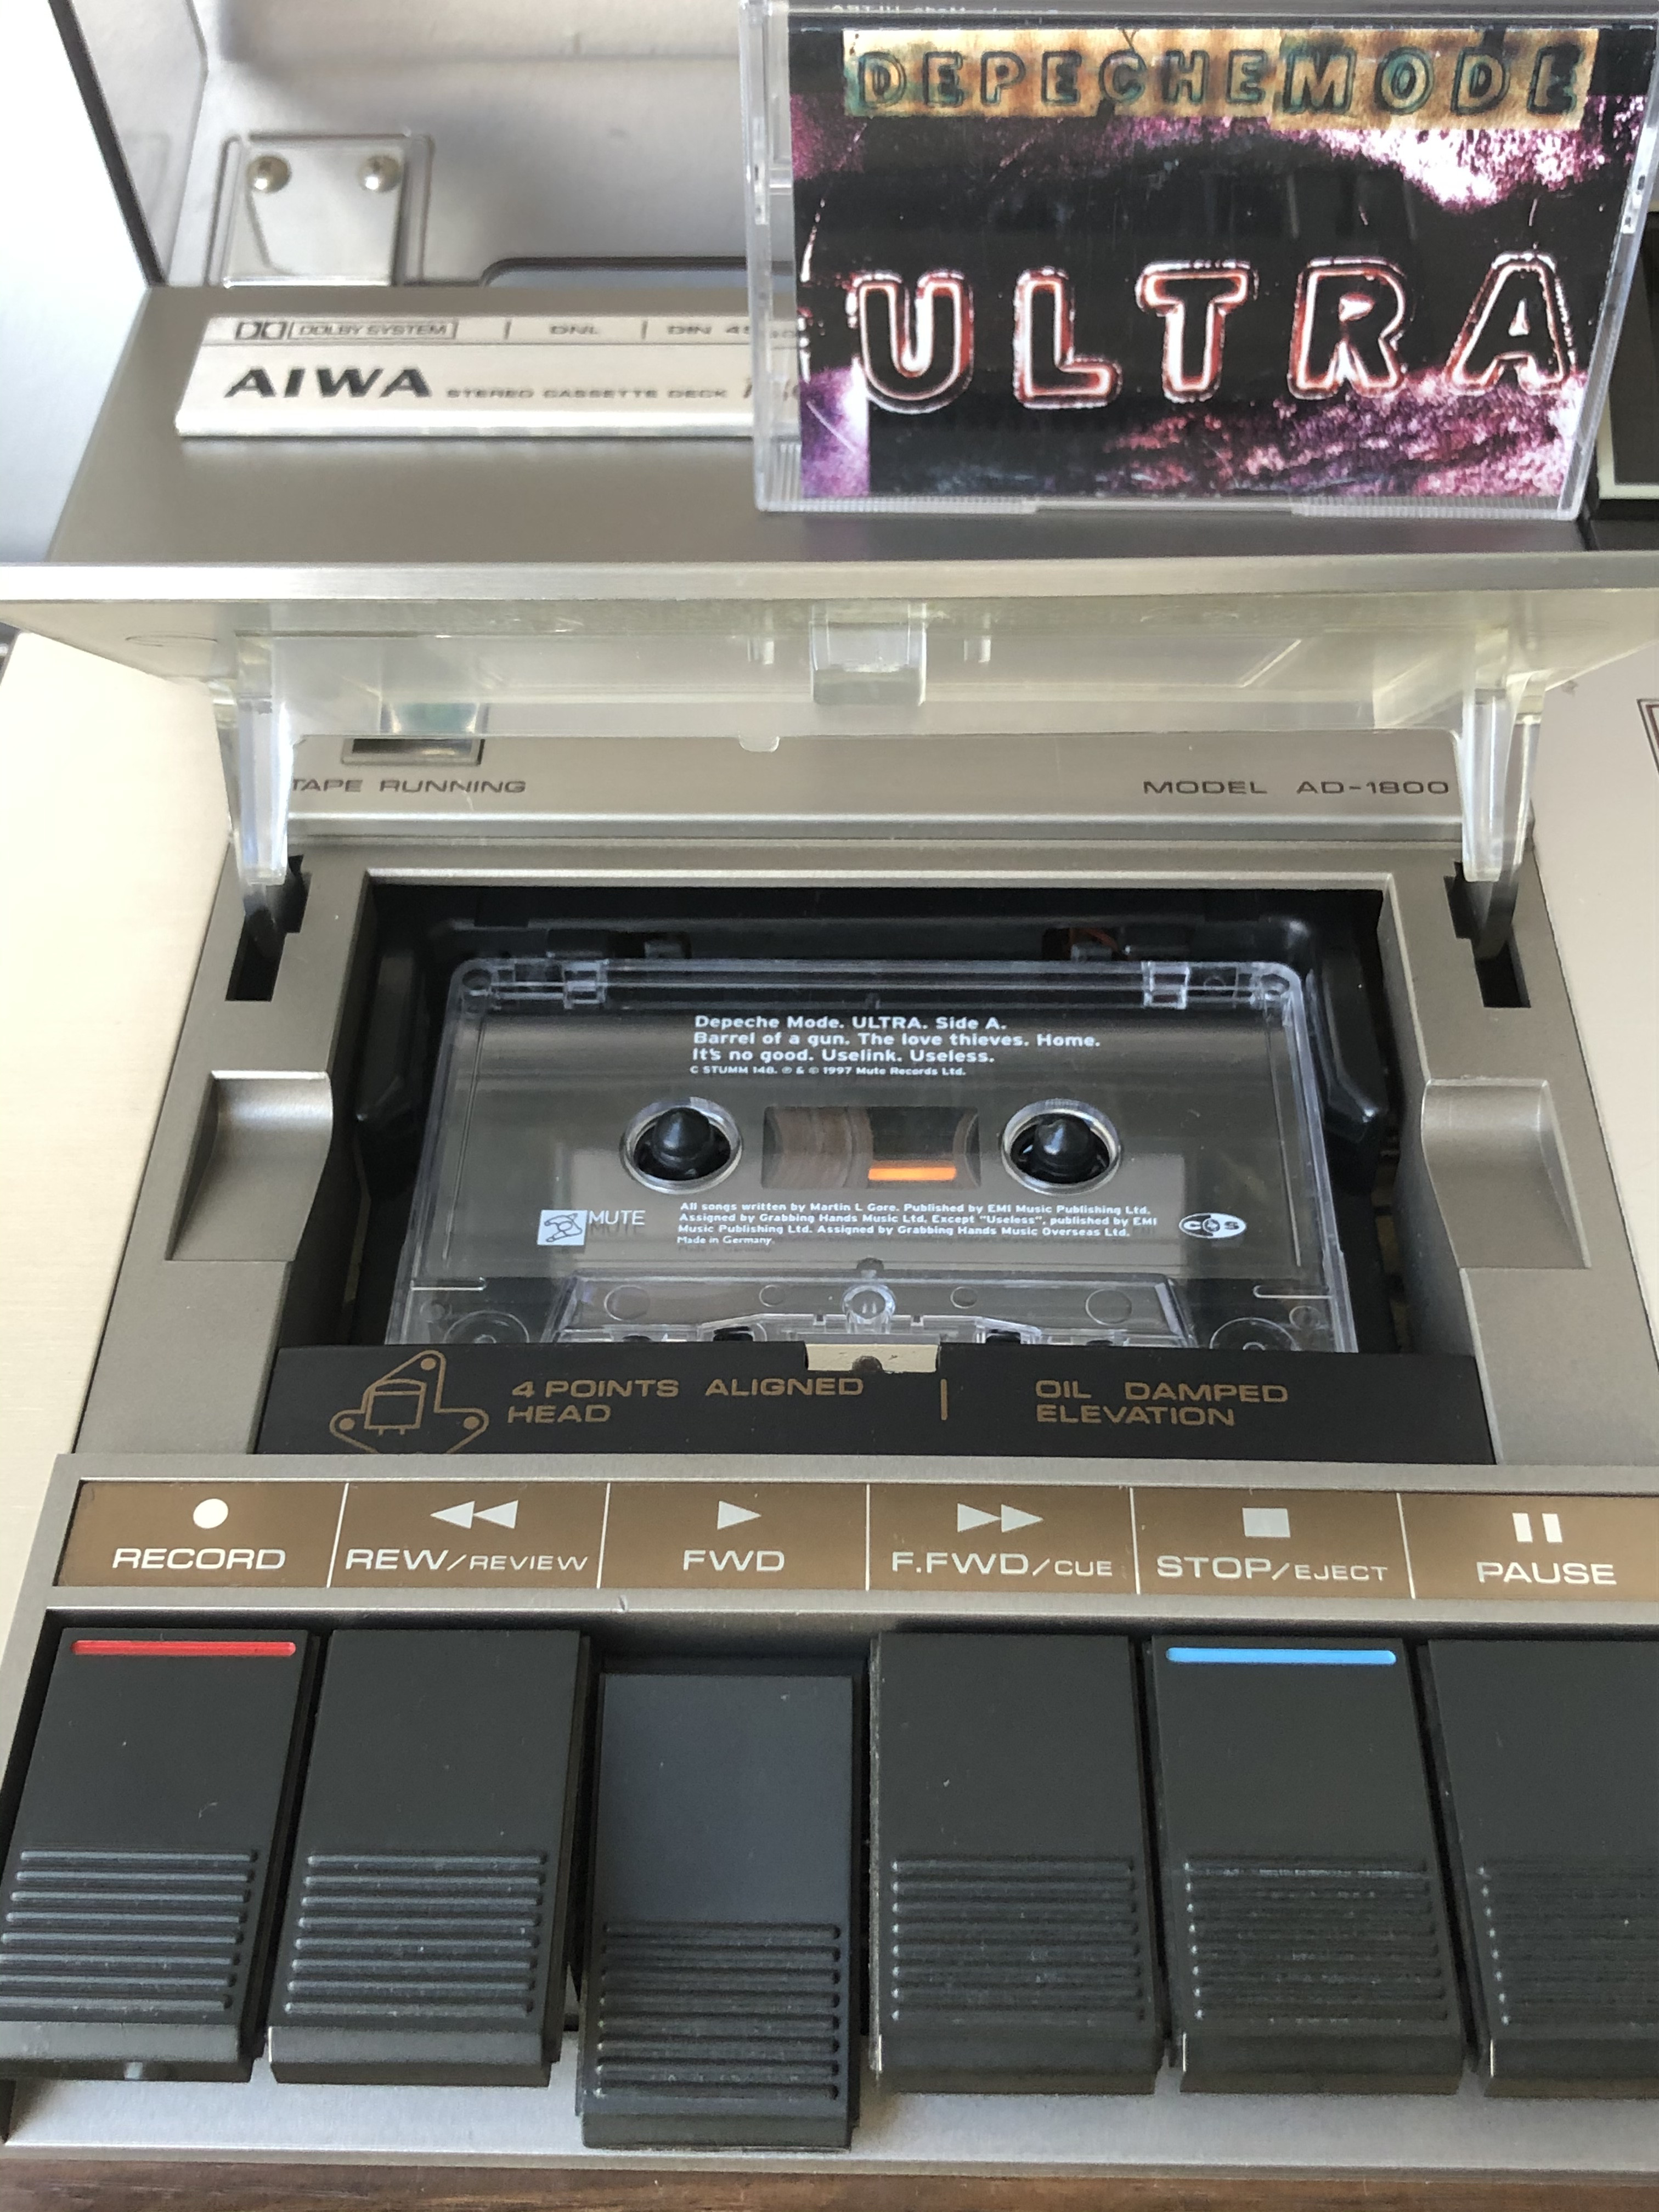 DEPECHE MODE
ULTRA
DOLBY SYSTEM | DNL | DIN 45
AIWA STEREO CASSETTE DECK
TAPE RUNNING
MODEL AD-1800
Depeche Mode. ULTRA. Side A.
Barrel of a gun. The love thieves. Home.
It's no good. Uselink. Useless.
C STUMM 148. ℗ & © 1997 Mute Records Ltd.
MUTE
All songs written by Martin L Gore. Published by EMI Music Publishing Ltd.
Assigned by Grabbing Hands Music Ltd, Except "Useless", published by EMI
Music Publishing Ltd. Assigned by Grabbing Hands Music Overseas Ltd.
Made in Germany.
4 POINTS ALIGNED
HEAD
OIL DAMPED
ELEVATION
RECORD
REW/REVIEW
FWD
F.FWD/CUE
STOP/EJECT
PAUSE